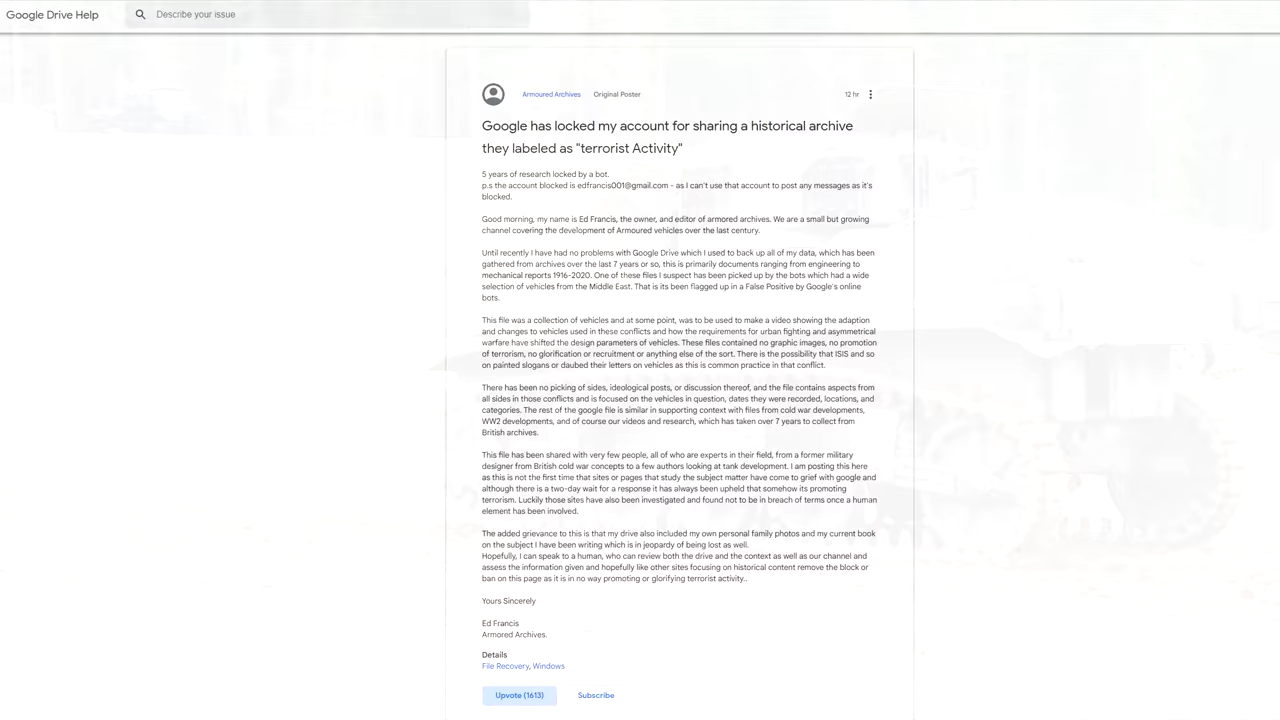 Google Drive Help
Describe your issue
Armoured Archives Original Poster 12 hr
Google has locked my account for sharing a historical archive
they labeled as "terrorist Activity"
5 years of research locked by a bot.
p.s the account blocked is edfrancis001@gmail.com - as I can't use that account to post any messages as it's
blocked.
Good morning, my name is Ed Francis, the owner, and editor of armored archives. We are a small but growing
channel covering the development of Armoured vehicles over the last century.
Until recently I have had no problems with Google Drive which I used to back up all of my data, which has been
gathered from archives over the last 7 years or so, this is primarily documents ranging from engineering to
mechanical reports 1916-2020. One of these files I suspect has been picked up by the bots which had a wide
selection of vehicles from the Middle East. That is its been flagged up in a False Positive by Google's online
bots.
This file was a collection of vehicles and at some point, was to be used to make a video showing the adaption
and changes to vehicles used in these conflicts and how the requirements for urban fighting and asymmetrical
warfare have shifted the design parameters of vehicles. These files contained no graphic images, no promotion
of terrorism, no glorification or recruitment or anything else of the sort. There is the possibility that ISIS and so
on painted slogans or daubed their letters on vehicles as this is common practice in that conflict.
There has been no picking of sides, ideological posts, or discussion thereof, and the file contains aspects from
all sides in those conflicts and is focused on the vehicles in question, dates they were recorded, locations, and
categories. The rest of the google file is similar in supporting context with files from cold war developments,
WW2 developments, and of course our videos and research, which has taken over 7 years to collect from
British archives.
This file has been shared with very few people, all of who are experts in their field, from a former military
designer from British cold war concepts to a few authors looking at tank development. I am posting this here
as this is not the first time that sites or pages that study the subject matter have come to grief with google and
although there is a two-day wait for a response it has always been upheld that somehow its promoting
terrorism. Luckily those sites have also been investigated and found not to be in breach of terms once a human
element has been involved.
The added grievance to this is that my drive also included my own personal family photos and my current book
on the subject I have been writing which is in jeopardy of being lost as well.
Hopefully, I can speak to a human, who can review both the drive and the context as well as our channel and
assess the information given and hopefully like other sites focusing on historical content remove the block or
ban on this page as it is in no way promoting or glorifying terrorist activity..
Yours Sincerely
Ed Francis
Armored Archives.
Details
File Recovery, Windows
Upvote (1613) Subscribe